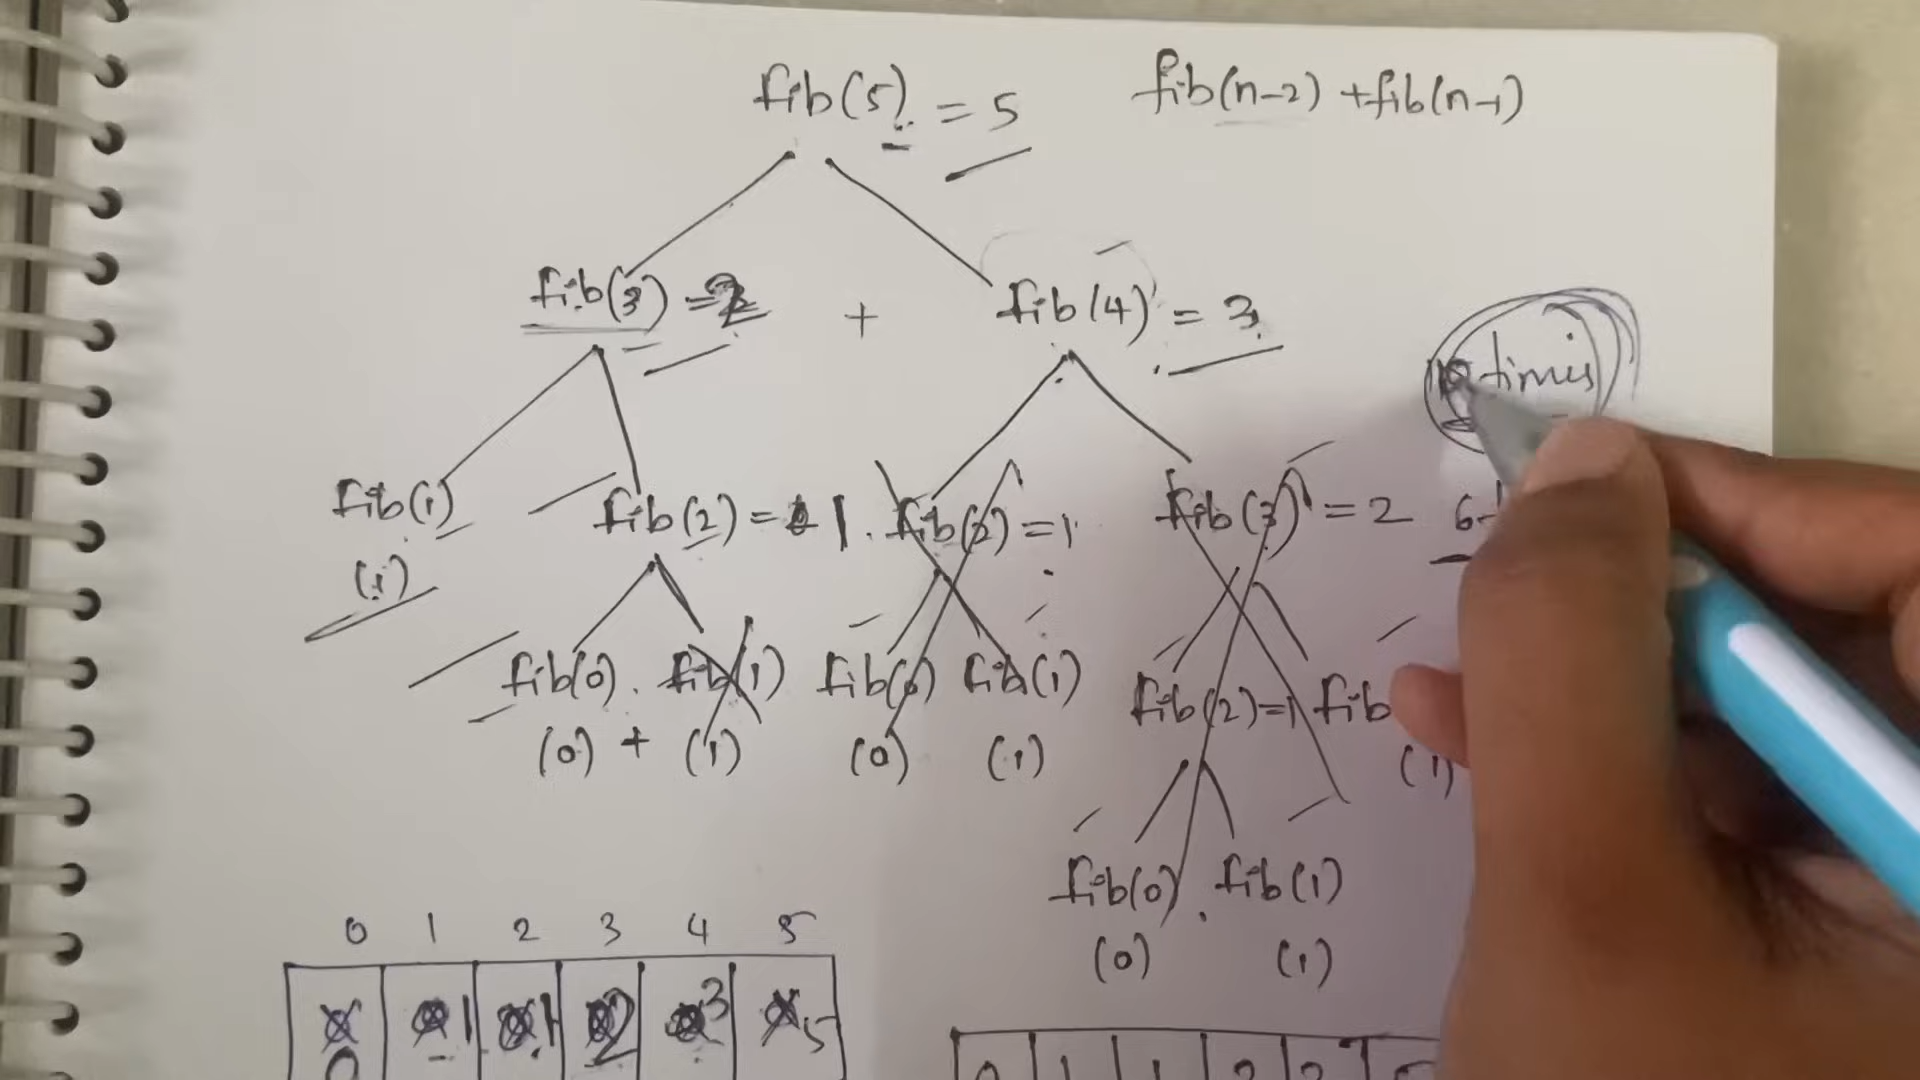 fib(5) = 5 fib(n-2) + fib(n-1)
fib(3) = 2 + fib(4) = 3
times
fib(1) fib(2) = 1 fib(2) = 1 fib(3) = 2
(1)
fib(0) fib(1) fib(0) fib(1) fib(2)=1 fib
(0) + (1) (0) (1) (1)
fib(0) fib(1)
(0) (1)
0 1 2 3 4 5
0 1 1 2 3 5